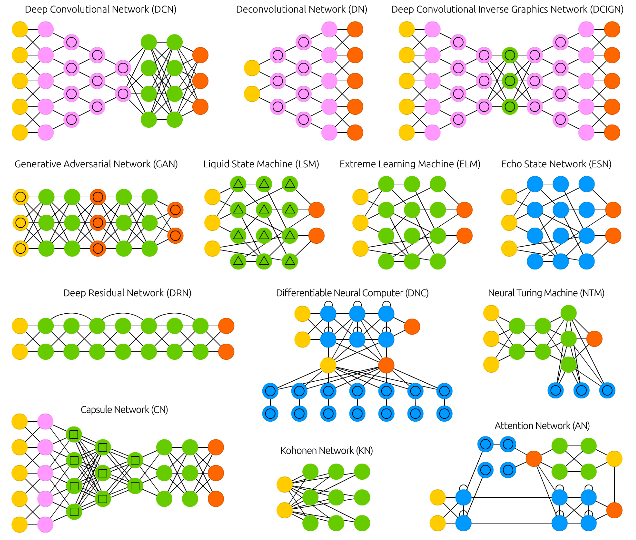 Deep Convolutional Network (DCN)
Deconvolutional Network (DN)
Deep Convolutional Inverse Graphics Network (DCIGN)
Generative Adversarial Network (GAN)
Liquid State Machine (LSM)
Extreme Learning Machine (ELM)
Echo State Network (ESN)
Deep Residual Network (DRN)
Differentiable Neural Computer (DNC)
Neural Turing Machine (NTM)
Capsule Network (CN)
Kohonen Network (KN)
Attention Network (AN)